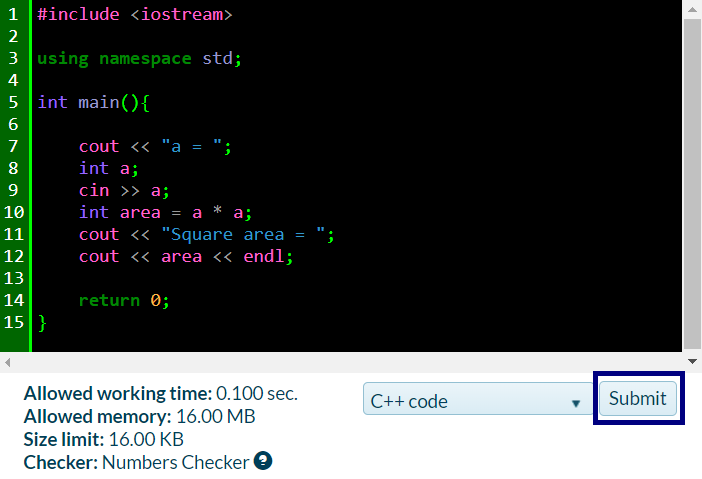 1 #include <iostream>
2
3 using namespace std;
4
5 int main(){
6
7     cout << "a = ";
8     int a;
9     cin >> a;
10     int area = a * a;
11     cout << "Square area = ";
12     cout << area << endl;
13
14     return 0;
15 }
Allowed working time: 0.100 sec.
Allowed memory: 16.00 MB
Size limit: 16.00 KB
Checker: Numbers Checker ?
C++ code
Submit